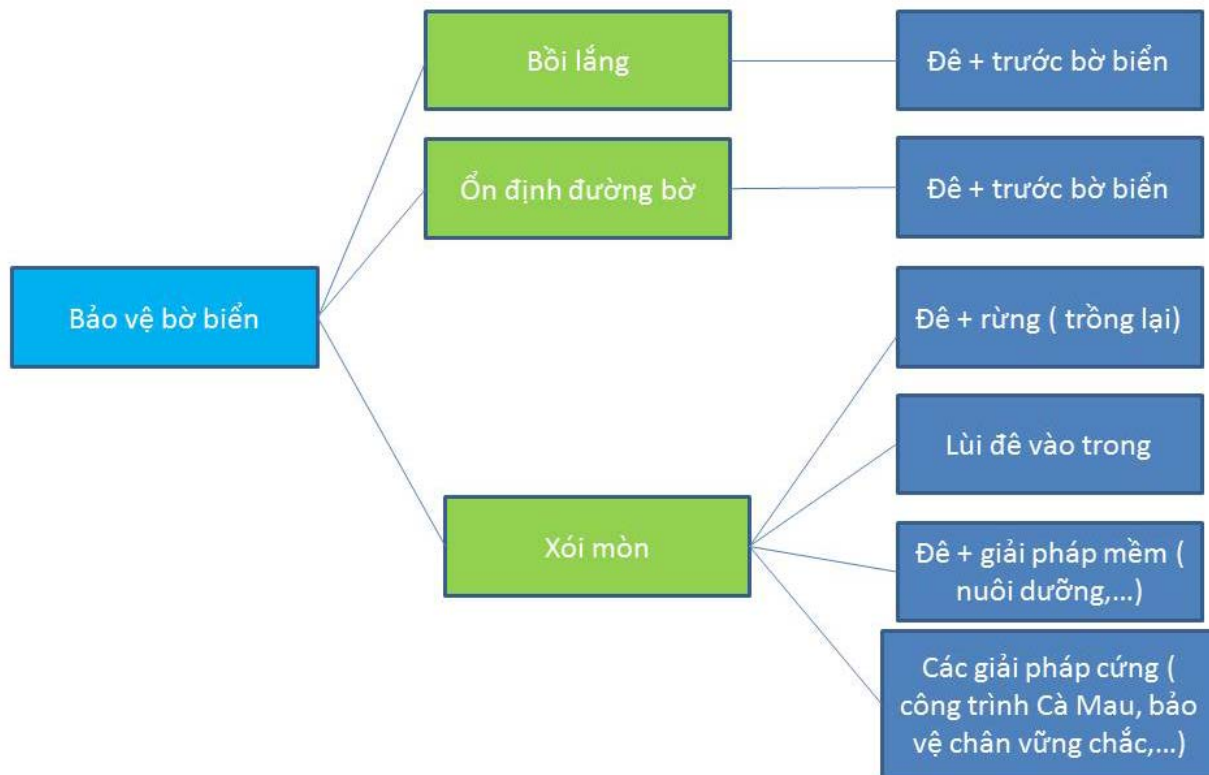 Bảo vệ bờ biển
Bồi lắng
Đê + trước bờ biển
Ổn định đường bờ
Đê + trước bờ biển
Xói mòn
Đê + rừng ( trồng lại)
Lùi đê vào trong
Đê + giải pháp mềm (
nuôi dưỡng,...)
Các giải pháp cứng (
công trình Cà Mau, bảo
vệ chân vững chắc,...)